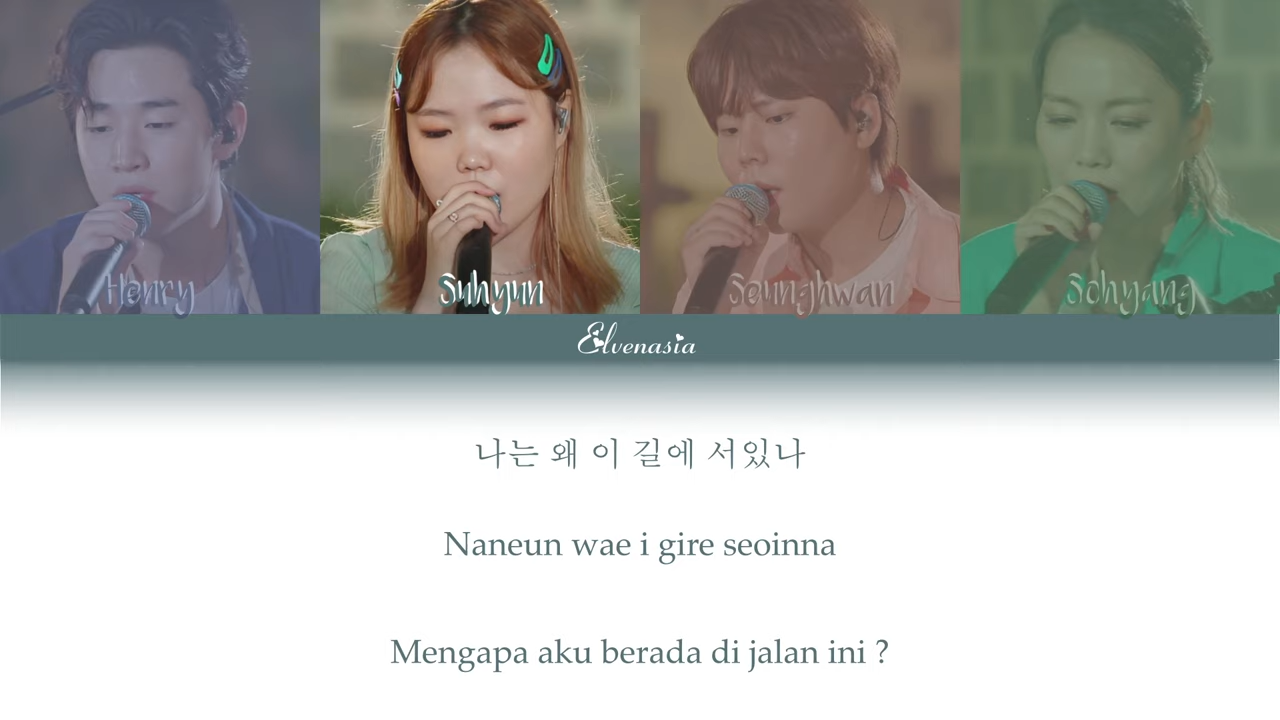 Henry
Suhyun
Seunghwan
Sohyang
Elvenasia
나는 왜 이 길에 서있나
Naneun wae i gire seoinna
Mengapa aku berada di jalan ini ?